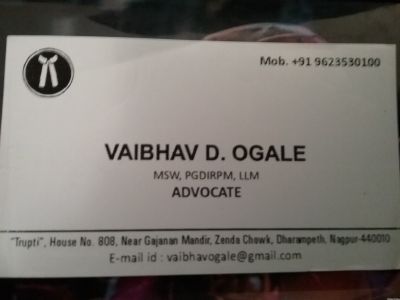 Mob. +91 9623530100
VAIBHAV D. OGALE
MSW, PGDIRPM, LLM
ADVOCATE
"Trupti", House No. 808, Near Gajanan Mandir, Zenda Chowk, Dharampeth, Nagpur-440010
E-mail id : vaibhavogale@gmail.com